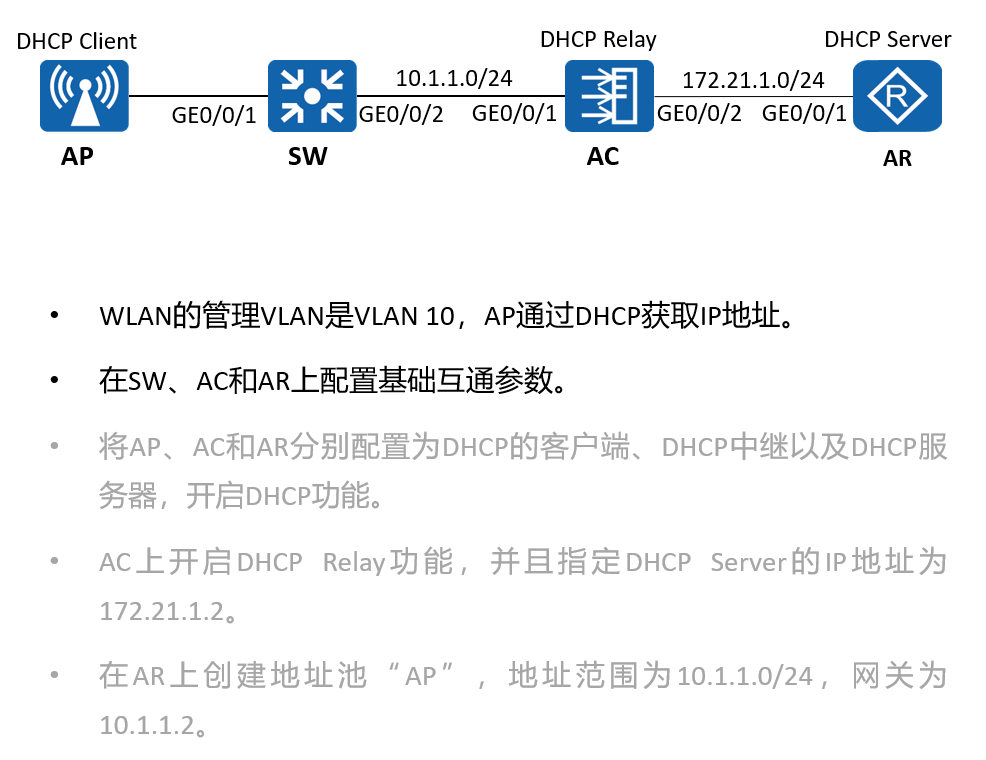 DHCP Client
DHCP Relay
DHCP Server
10.1.1.0/24
172.21.1.0/24
GE0/0/1
GE0/0/2
GE0/0/1
GE0/0/2
GE0/0/1
R
AP
SW
AC
AR
• WLAN的管理VLAN是VLAN 10，AP通过DHCP获取IP地址。
• 在SW、AC和AR上配置基础互通参数。
• 将AP、AC和AR分别配置为DHCP的客户端、DHCP中继以及DHCP服
务器，开启DHCP功能。
• AC上开启DHCP Relay功能，并且指定DHCP Server的IP地址为
172.21.1.2。
• 在AR上创建地址池“AP”，地址范围为10.1.1.0/24，网关为
10.1.1.2。